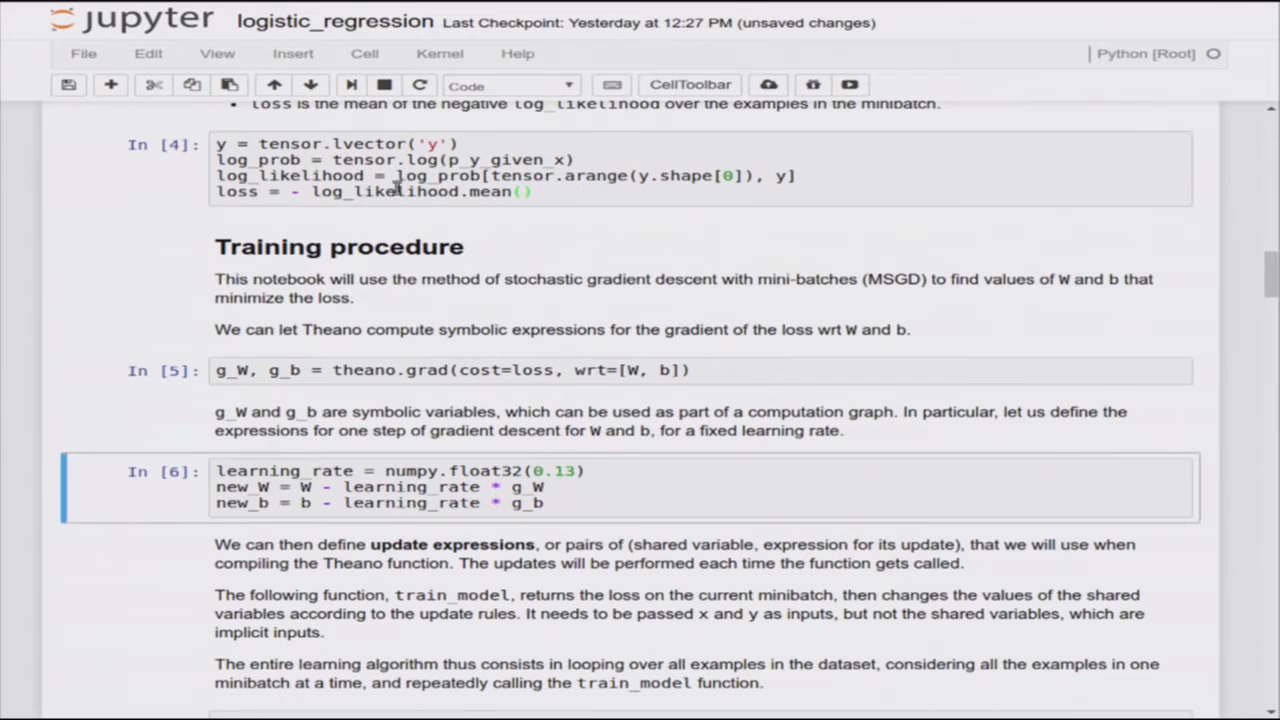 jupyter logistic_regression Last Checkpoint: Yesterday at 12:27 PM (unsaved changes)
File Edit View Insert Cell Kernel Help Python [Root]
Code CellToolbar
loss is the mean of the negative log_likelihood over the examples in the minibatch.
In [4]: y = tensor.lvector('y')
log_prob = tensor.log(p_y_given_x)
log_likelihood = log_prob[tensor.arange(y.shape[0]), y]
loss = - log_likelihood.mean()
Training procedure
This notebook will use the method of stochastic gradient descent with mini-batches (MSGD) to find values of W and b that
minimize the loss.
We can let Theano compute symbolic expressions for the gradient of the loss wrt W and b.
In [5]: g_W, g_b = theano.grad(cost=loss, wrt=[W, b])
g_W and g_b are symbolic variables, which can be used as part of a computation graph. In particular, let us define the
expressions for one step of gradient descent for W and b, for a fixed learning rate.
In [6]: learning_rate = numpy.float32(0.13)
new_W = W - learning_rate * g_W
new_b = b - learning_rate * g_b
We can then define update expressions, or pairs of (shared variable, expression for its update), that we will use when
compiling the Theano function. The updates will be performed each time the function gets called.
The following function, train_model, returns the loss on the current minibatch, then changes the values of the shared
variables according to the update rules. It needs to be passed x and y as inputs, but not the shared variables, which are
implicit inputs.
The entire learning algorithm thus consists in looping over all examples in the dataset, considering all the examples in one
minibatch at a time, and repeatedly calling the train_model function.